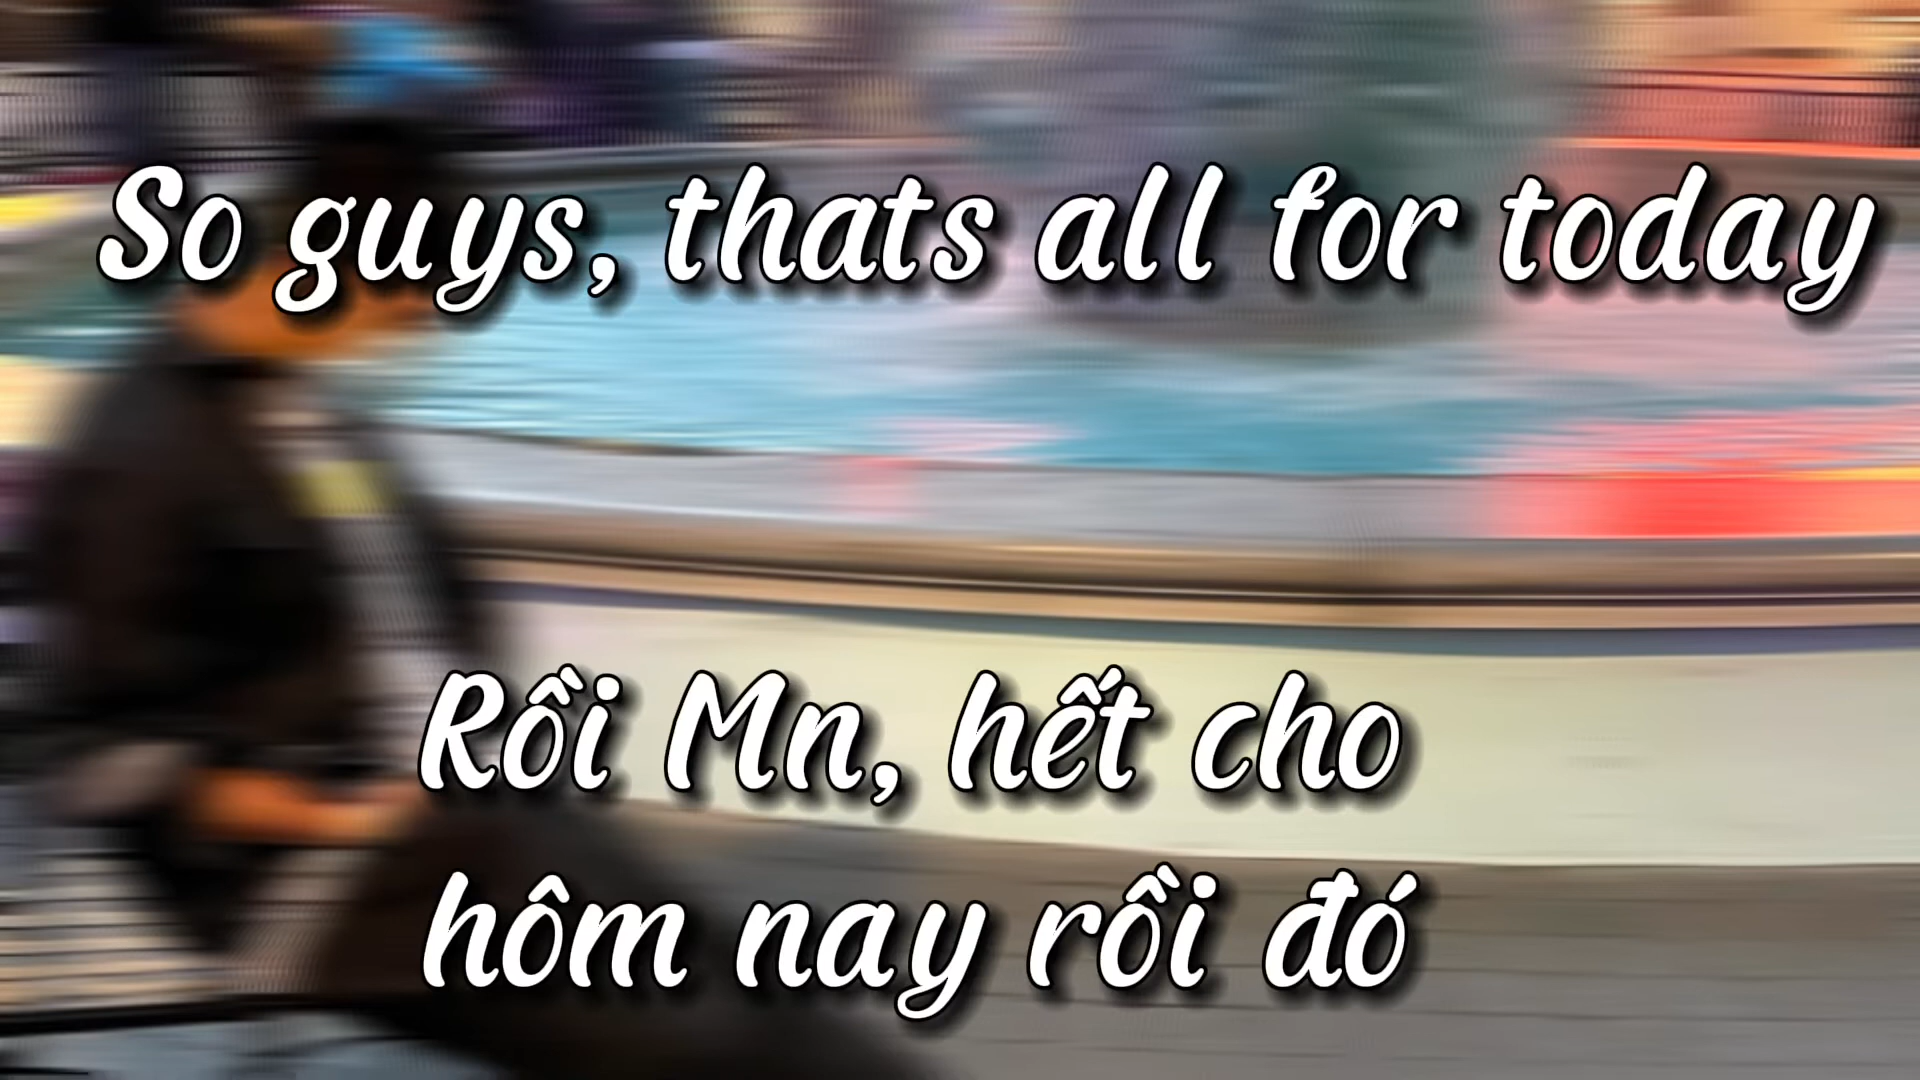 So guys, thats all for today
Rồi Mn, hết cho
hôm nay rồi đó